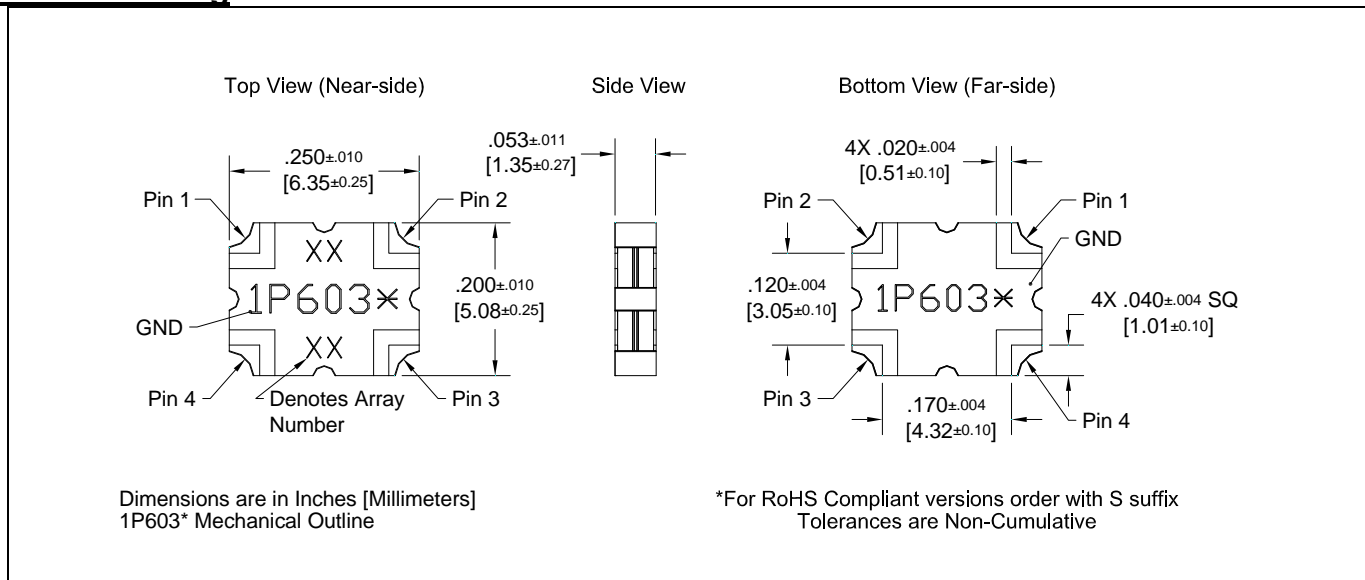 Top View (Near-side)
Side View
Bottom View (Far-side)
.250±.010
[6.35±0.25]
.053±.011
[1.35±0.27]
4X .020±.004
[0.51±0.10]
Pin 1
Pin 2
Pin 2
Pin 1
GND
XX
1P603*
XX
.200±.010
[5.08±0.25]
.120±.004
[3.05±0.10]
1P603*
4X .040±.004 SQ
[1.01±0.10]
GND
Pin 4
Denotes Array
Number
Pin 3
Pin 3
.170±.004
[4.32±0.10]
Pin 4
Dimensions are in Inches [Millimeters]
1P603* Mechanical Outline
*For RoHS Compliant versions order with S suffix
Tolerances are Non-Cumulative